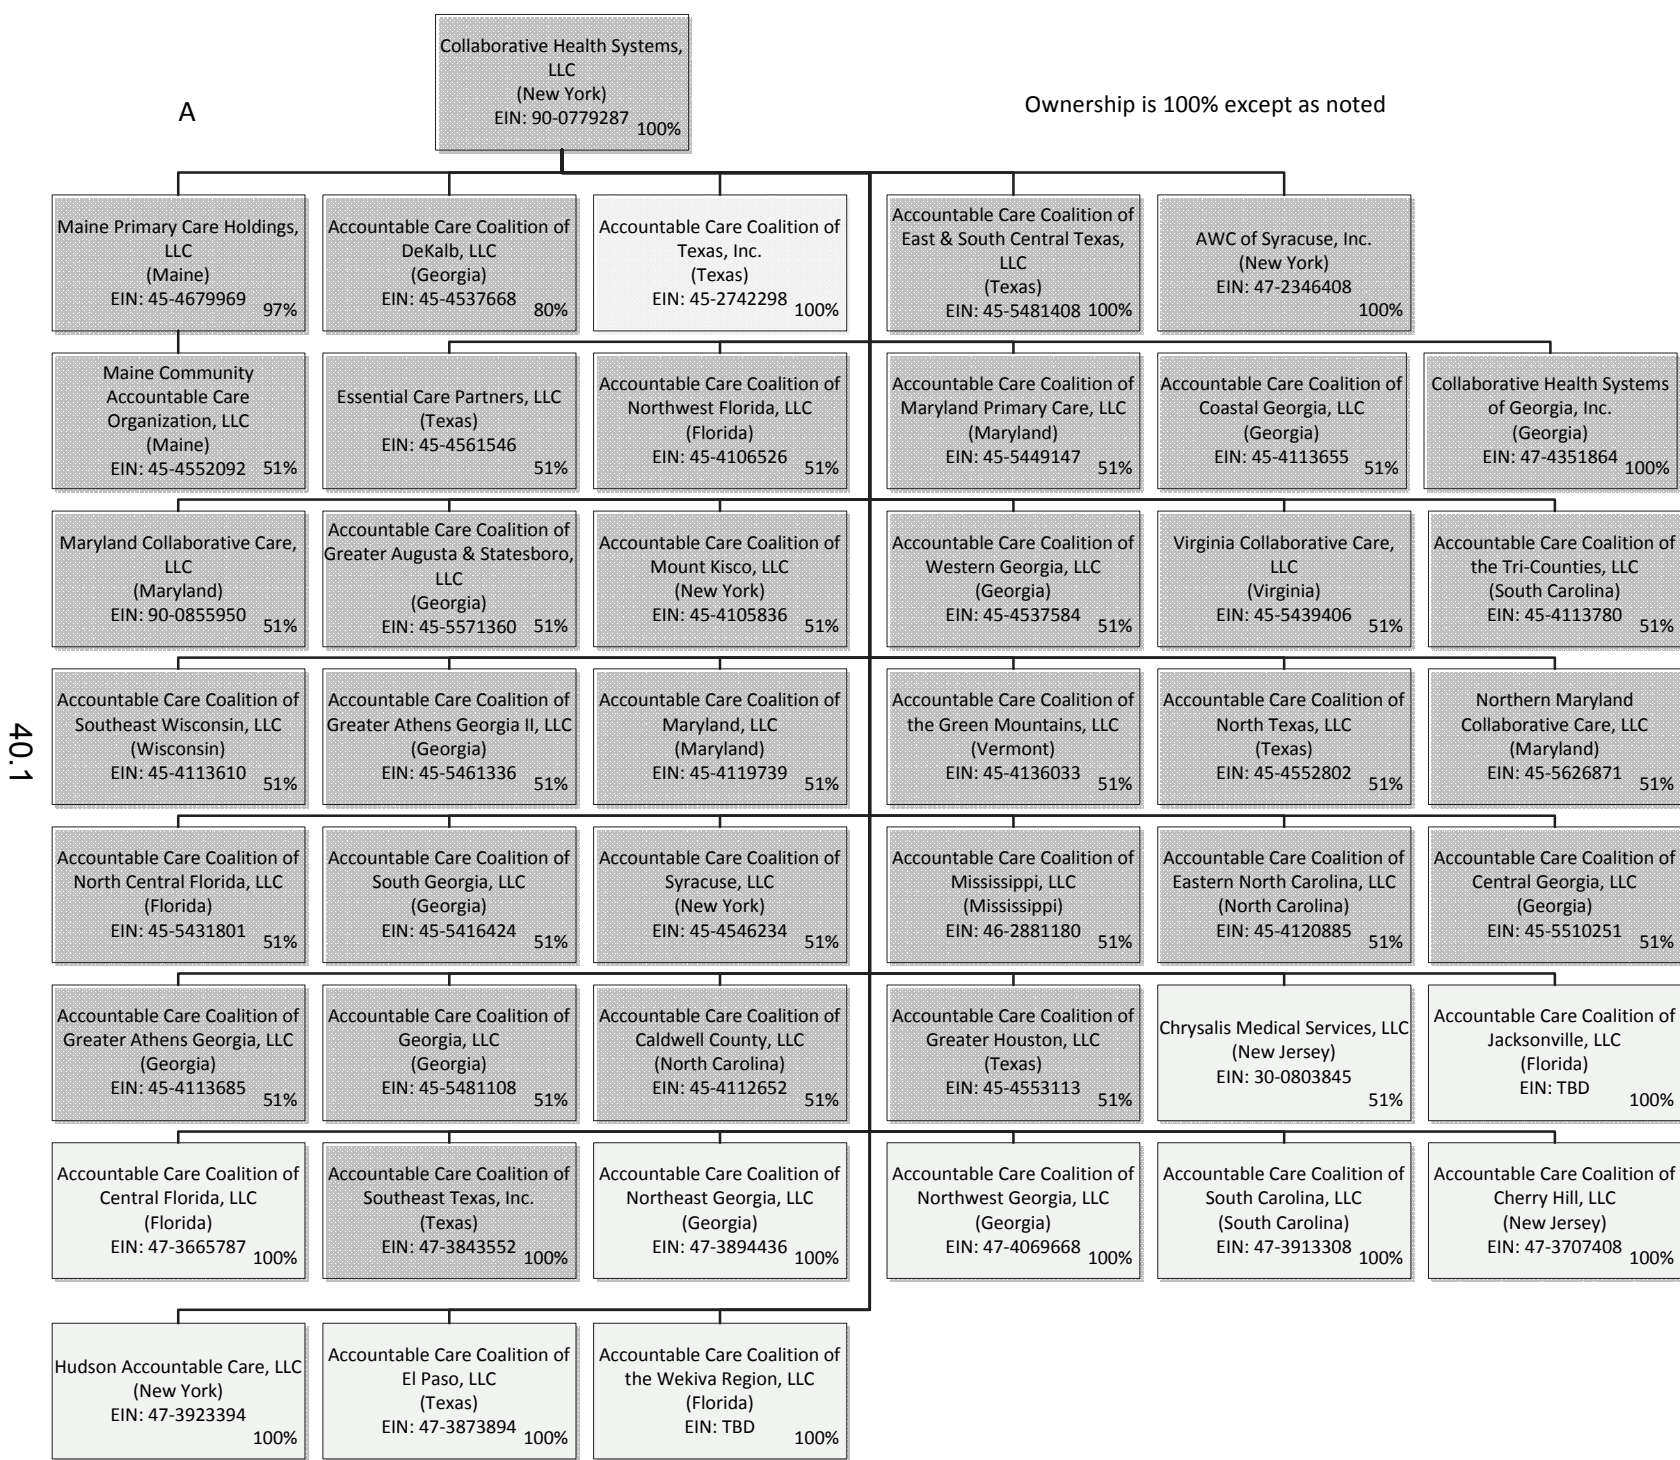 Collaborative Health Systems,
LLC
(New York)
EIN: 90-0779287
100%
A
Ownership is 100% except as noted
Maine Primary Care Holdings,
LLC
(Maine)
EIN: 45-4679969
97%
Accountable Care Coalition of
DeKalb, LLC
(Georgia)
EIN: 45-4537668
80%
Accountable Care Coalition of
Texas, Inc.
(Texas)
EIN: 45-2742298
100%
Accountable Care Coalition of
East & South Central Texas,
LLC
(Texas)
EIN: 45-5481408 100%
AWC of Syracuse, Inc.
(New York)
EIN: 47-2346408
100%
Maine Community
Accountable Care
Organization, LLC
(Maine)
EIN: 45-4552092 51%
Essential Care Partners, LLC
(Texas)
EIN: 45-4561546
51%
Accountable Care Coalition of
Northwest Florida, LLC
(Florida)
EIN: 45-4106526
51%
Accountable Care Coalition of
Maryland Primary Care, LLC
(Maryland)
EIN: 45-5449147
51%
Accountable Care Coalition of
Coastal Georgia, LLC
(Georgia)
EIN: 45-4113655
51%
Collaborative Health Systems
of Georgia, Inc.
(Georgia)
EIN: 47-4351864
100%
Maryland Collaborative Care,
LLC
(Maryland)
EIN: 90-0855950
51%
Accountable Care Coalition of
Greater Augusta & Statesboro,
LLC
(Georgia)
EIN: 45-5571360 51%
Accountable Care Coalition of
Mount Kisco, LLC
(New York)
EIN: 45-4105836
51%
Accountable Care Coalition of
Western Georgia, LLC
(Georgia)
EIN: 45-4537584
51%
Virginia Collaborative Care,
LLC
(Virginia)
EIN: 45-5439406
51%
Accountable Care Coalition of
the Tri-Counties, LLC
(South Carolina)
EIN: 45-4113780
51%
Accountable Care Coalition of
Southeast Wisconsin, LLC
(Wisconsin)
EIN: 45-4113610
51%
Accountable Care Coalition of
Greater Athens Georgia II, LLC
(Georgia)
EIN: 45-5461336
51%
Accountable Care Coalition of
Maryland, LLC
(Maryland)
EIN: 45-4119739
51%
Accountable Care Coalition of
the Green Mountains, LLC
(Vermont)
EIN: 45-4136033
51%
Accountable Care Coalition of
North Texas, LLC
(Texas)
EIN: 45-4552802
51%
Northern Maryland
Collaborative Care, LLC
(Maryland)
EIN: 45-5626871
51%
40.1
Accountable Care Coalition of
North Central Florida, LLC
(Florida)
EIN: 45-5431801
51%
Accountable Care Coalition of
South Georgia, LLC
(Georgia)
EIN: 45-5416424
51%
Accountable Care Coalition of
Syracuse, LLC
(New York)
EIN: 45-4546234
51%
Accountable Care Coalition of
Mississippi, LLC
(Mississippi)
EIN: 46-2881180
51%
Accountable Care Coalition of
Eastern North Carolina, LLC
(North Carolina)
EIN: 45-4120885
51%
Accountable Care Coalition of
Central Georgia, LLC
(Georgia)
EIN: 45-5510251
51%
Accountable Care Coalition of
Greater Athens Georgia, LLC
(Georgia)
EIN: 45-4113685
51%
Accountable Care Coalition of
Georgia, LLC
(Georgia)
EIN: 45-5481108
51%
Accountable Care Coalition of
Caldwell County, LLC
(North Carolina)
EIN: 45-4112652
51%
Accountable Care Coalition of
Greater Houston, LLC
(Texas)
EIN: 45-4553113
51%
Chrysalis Medical Services, LLC
(New Jersey)
EIN: 30-0803845
51%
Accountable Care Coalition of
Jacksonville, LLC
(Florida)
EIN: TBD
100%
Accountable Care Coalition of
Central Florida, LLC
(Florida)
EIN: 47-3665787
100%
Accountable Care Coalition of
Southeast Texas, Inc.
(Texas)
EIN: 47-3843552
100%
Accountable Care Coalition of
Northeast Georgia, LLC
(Georgia)
EIN: 47-3894436
100%
Accountable Care Coalition of
Northwest Georgia, LLC
(Georgia)
EIN: 47-4069668
100%
Accountable Care Coalition of
South Carolina, LLC
(South Carolina)
EIN: 47-3913308
100%
Accountable Care Coalition of
Cherry Hill, LLC
(New Jersey)
EIN: 47-3707408
100%
Hudson Accountable Care, LLC
(New York)
EIN: 47-3923394
100%
Accountable Care Coalition of
El Paso, LLC
(Texas)
EIN: 47-3873894
100%
Accountable Care Coalition of
the Wekiva Region, LLC
(Florida)
EIN: TBD
100%